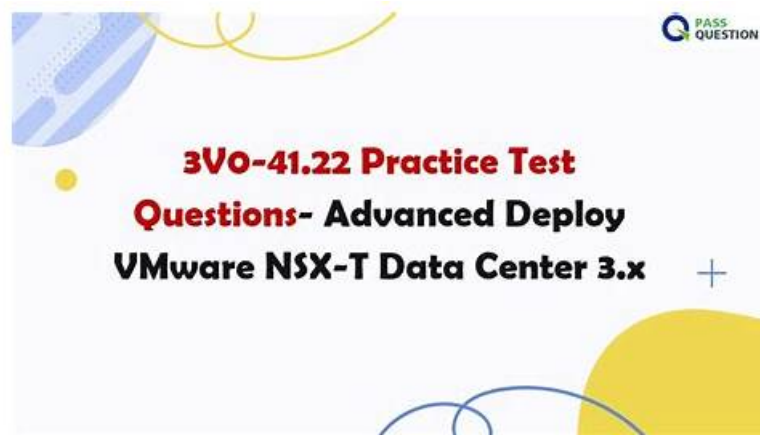 PASS
QUESTION
3V0-41.22 Practice Test
Questions- Advanced Deploy
VMware NSX-T Data Center 3.x